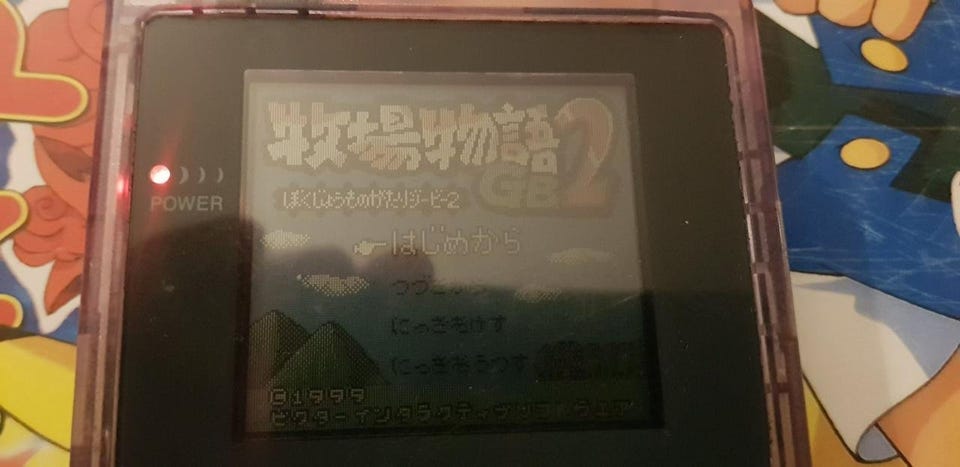 POWER
牧場物語2
GB
ぼくじょうものがたりジービー2
はじめから
つづきから
にっきをけす
にっきをうつす
©1999
ビクターインタラクティブソフトウェア